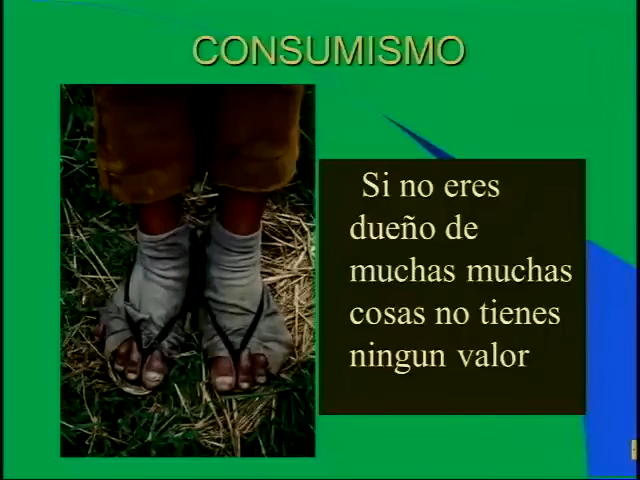 CONSUMISMO
Si no eres
dueño de
muchas muchas
cosas no tienes
ningun valor